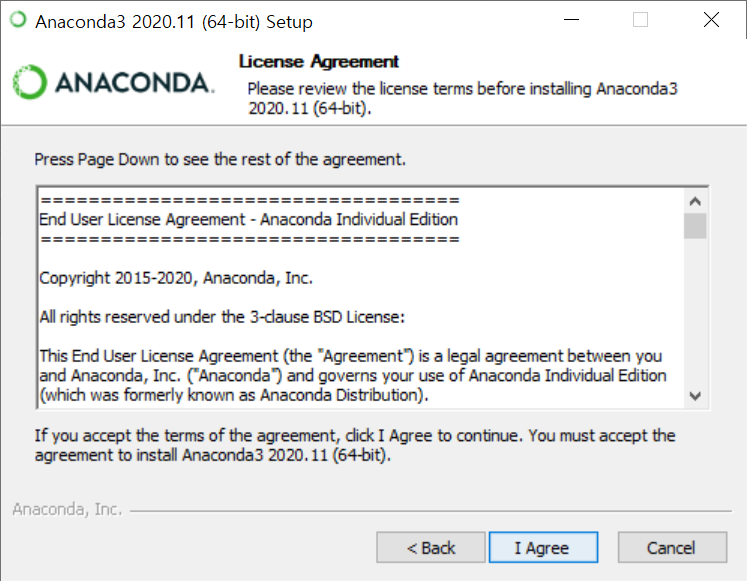 Anaconda3 2020.11 (64-bit) Setup
License Agreement
ANACONDA.
Please review the license terms before installing Anaconda3
2020.11 (64-bit).
Press Page Down to see the rest of the agreement.
===================================
End User License Agreement - Anaconda Individual Edition
===================================
Copyright 2015-2020, Anaconda, Inc.
All rights reserved under the 3-clause BSD License:
This End User License Agreement (the "Agreement") is a legal agreement between you
and Anaconda, Inc. ("Anaconda") and governs your use of Anaconda Individual Edition
(which was formerly known as Anaconda Distribution).
If you accept the terms of the agreement, click I Agree to continue. You must accept the
agreement to install Anaconda3 2020.11 (64-bit).
Anaconda, Inc.
< Back I Agree Cancel